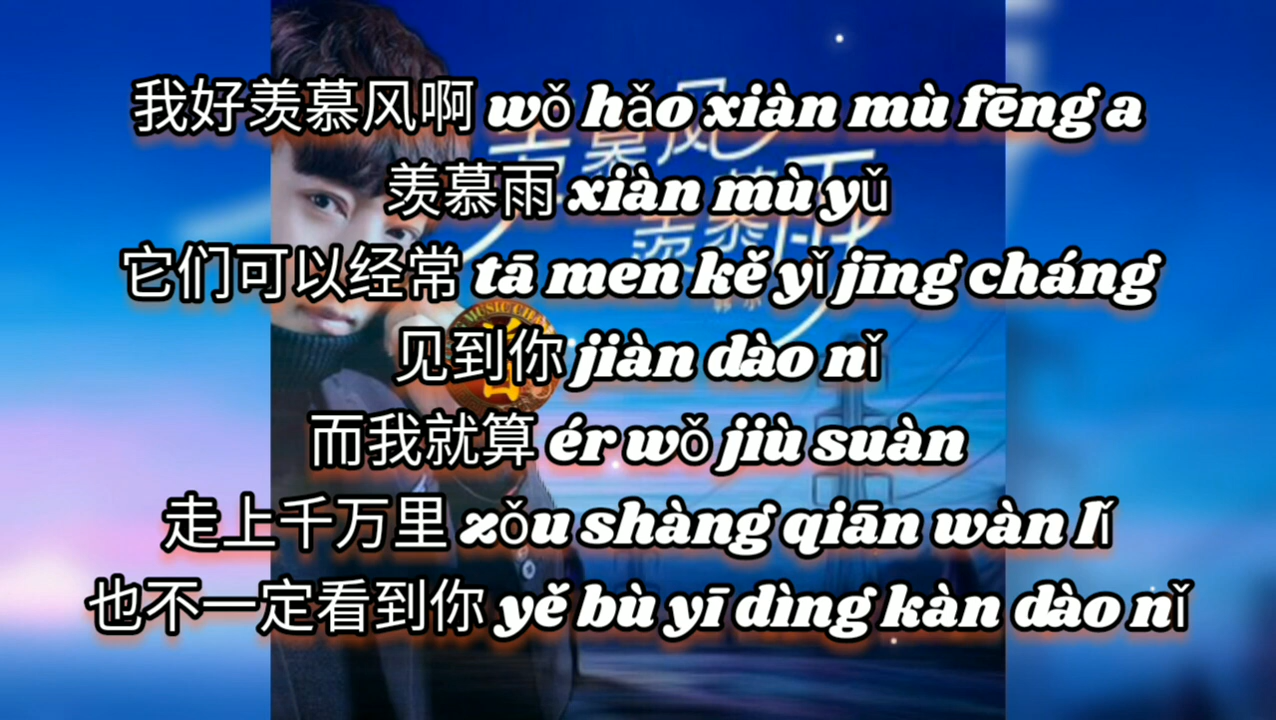 我好羡慕风啊 wǒ hǎo xiàn mù fēng a
羡慕雨 xiàn mù yǔ
它们可以经常 tā men kě yǐ jīng cháng
见到你 jiàn dào nǐ
而我就算 ér wǒ jiù suàn
走上千万里 zǒu shàng qiān wàn lǐ
也不一定看到你 yě bù yī dìng kàn dào nǐ